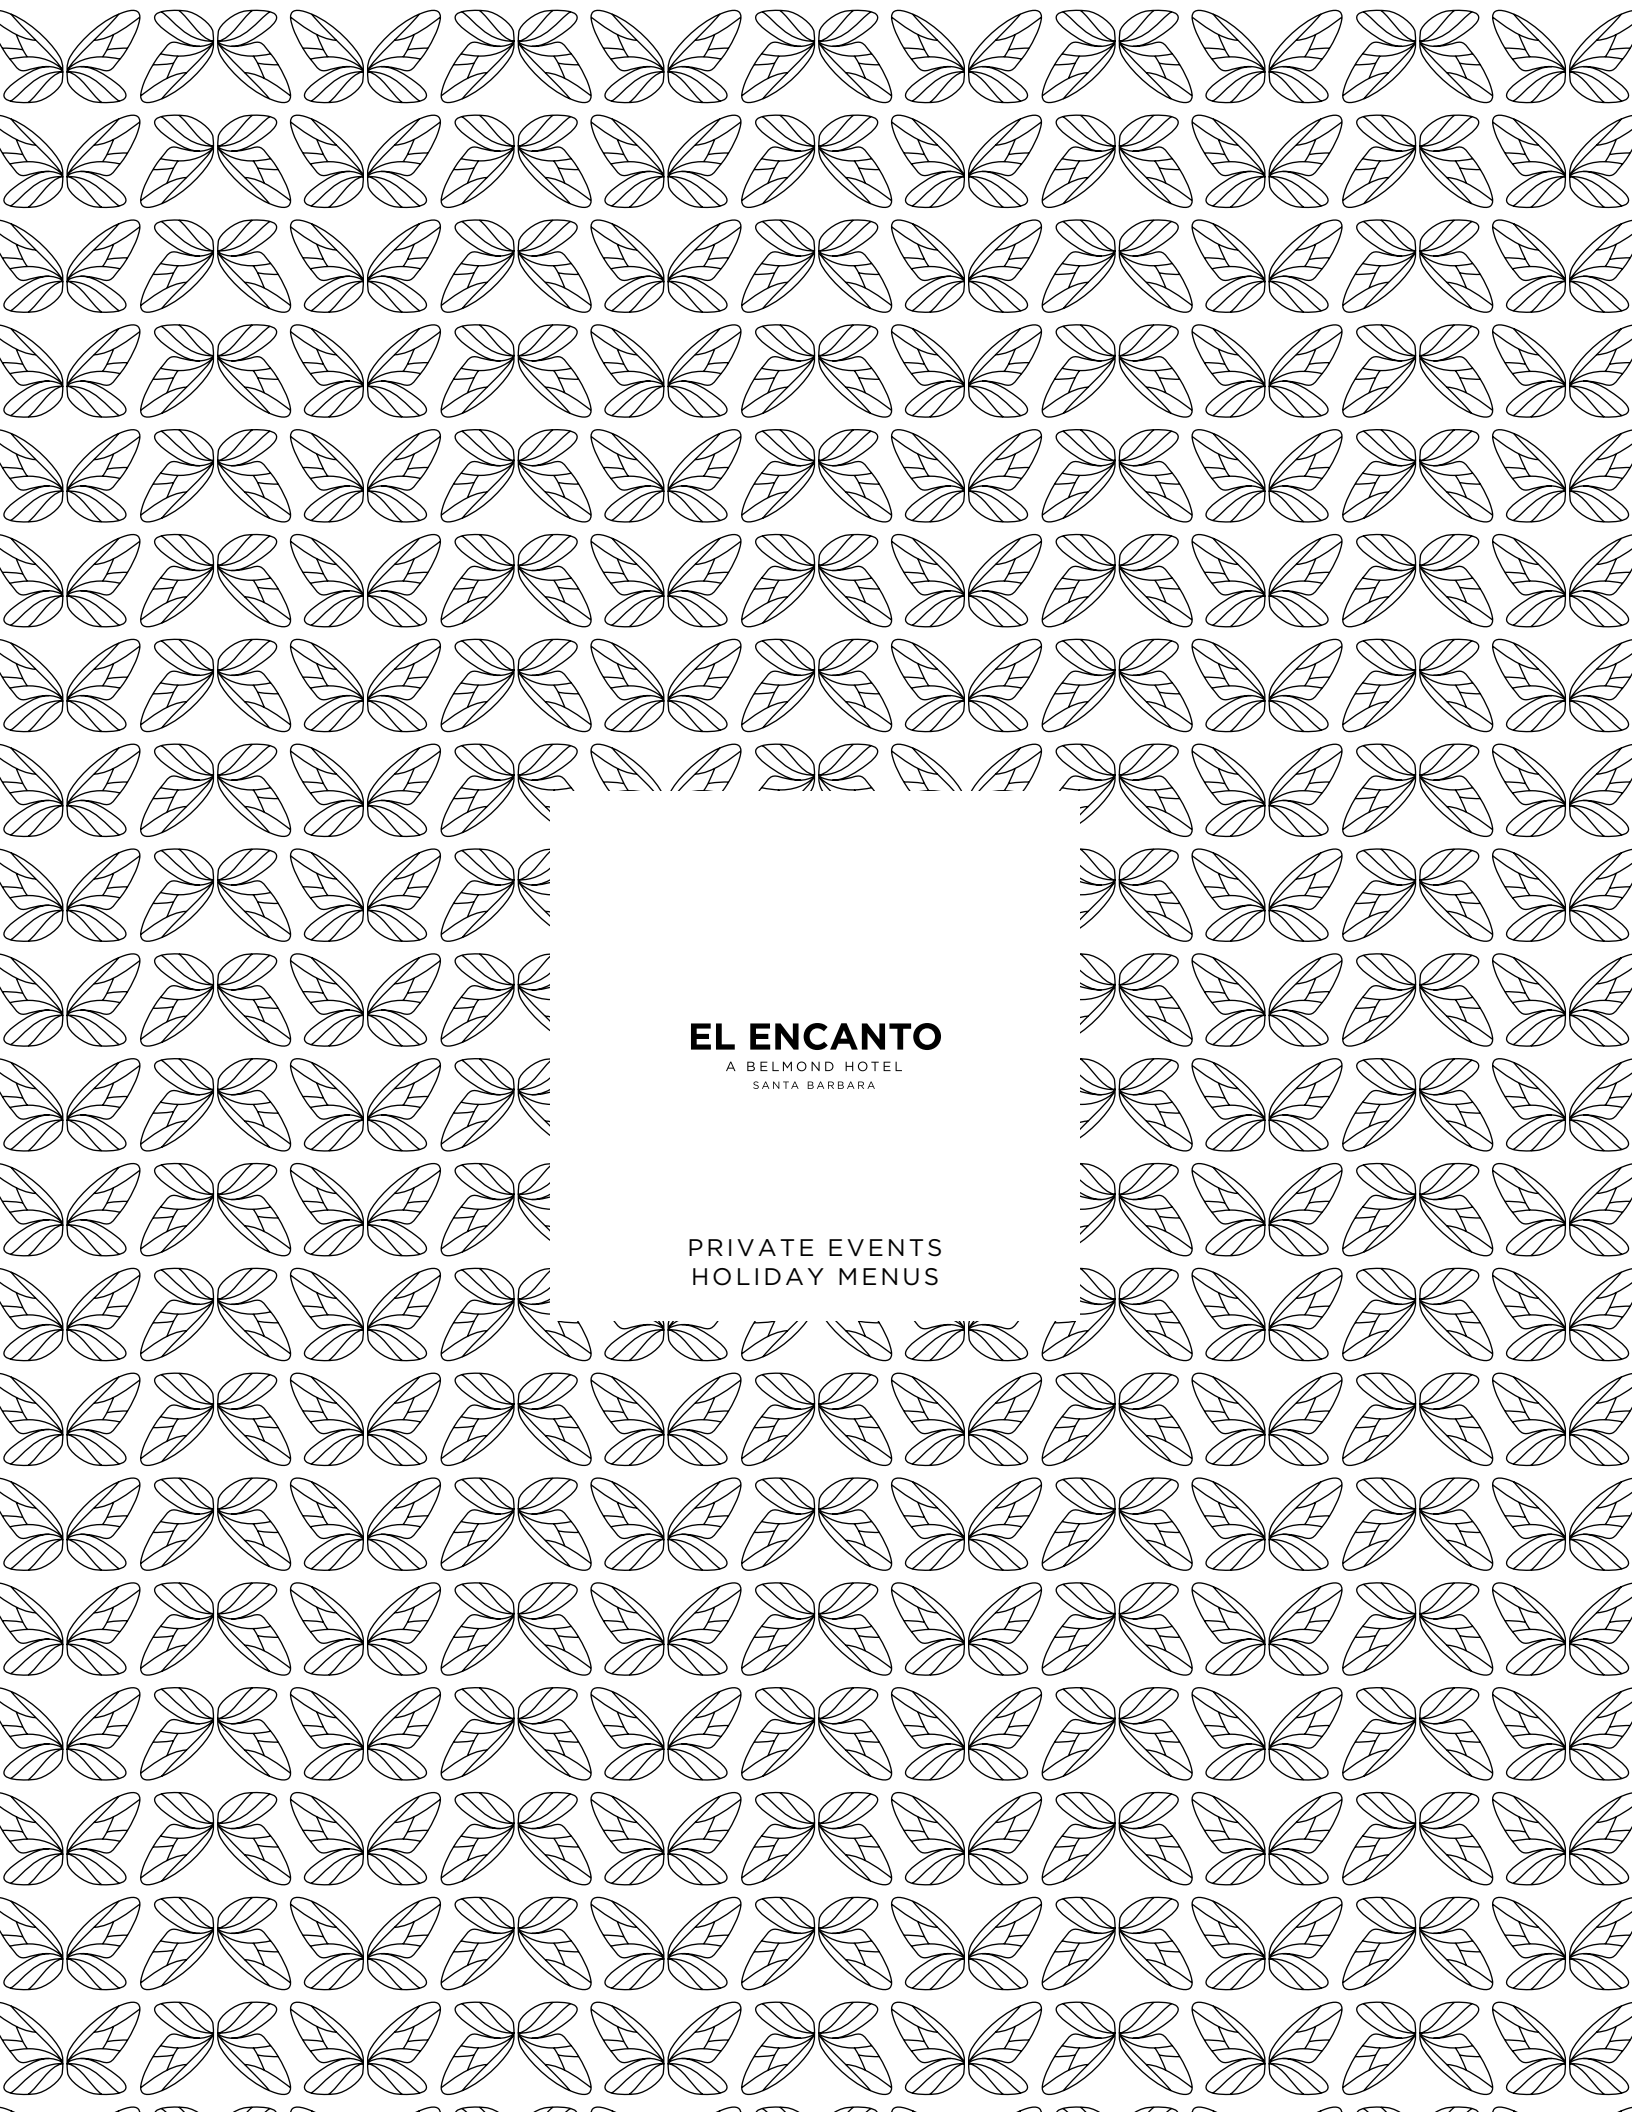 EL ENCANTO
A BELMOND HOTEL
SANTA BARBARA
PRIVATE EVENTS
HOLIDAY MENUS